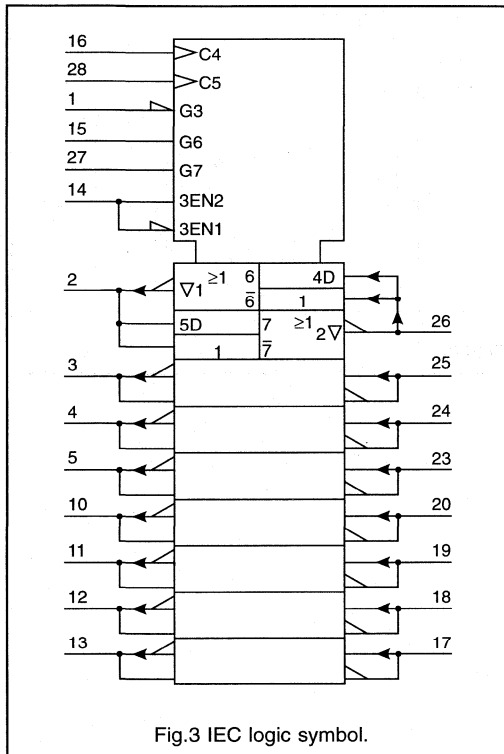 16 C4
28 C5
1 G3
15 G6
27 G7
14 3EN2
3EN1
2 ▽1 ≥1 6 4D
6̅ 1
5D 7 ≥1 2▽ 26
1 7̅
3 25
4 24
5 23
10 20
11 19
12 18
13 17
Fig.3 IEC logic symbol.